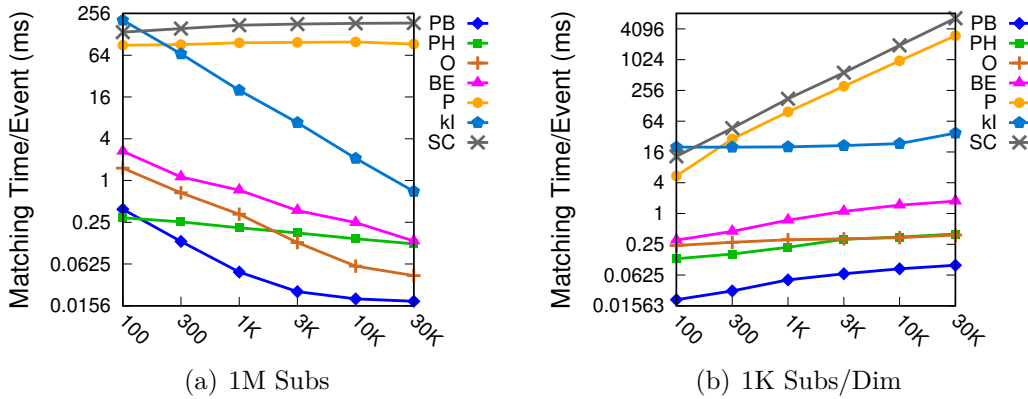 Matching Time/Event (ms)
256
64
16
4
1
0.25
0.0625
0.0156
100
300
1K
3K
10K
30K
PB
PH
O
BE
P
kI
SC
(a) 1M Subs
Matching Time/Event (ms)
4096
1024
256
64
16
4
1
0.25
0.0625
0.01563
100
300
1K
3K
10K
30K
PB
PH
O
BE
P
kI
SC
(b) 1K Subs/Dim